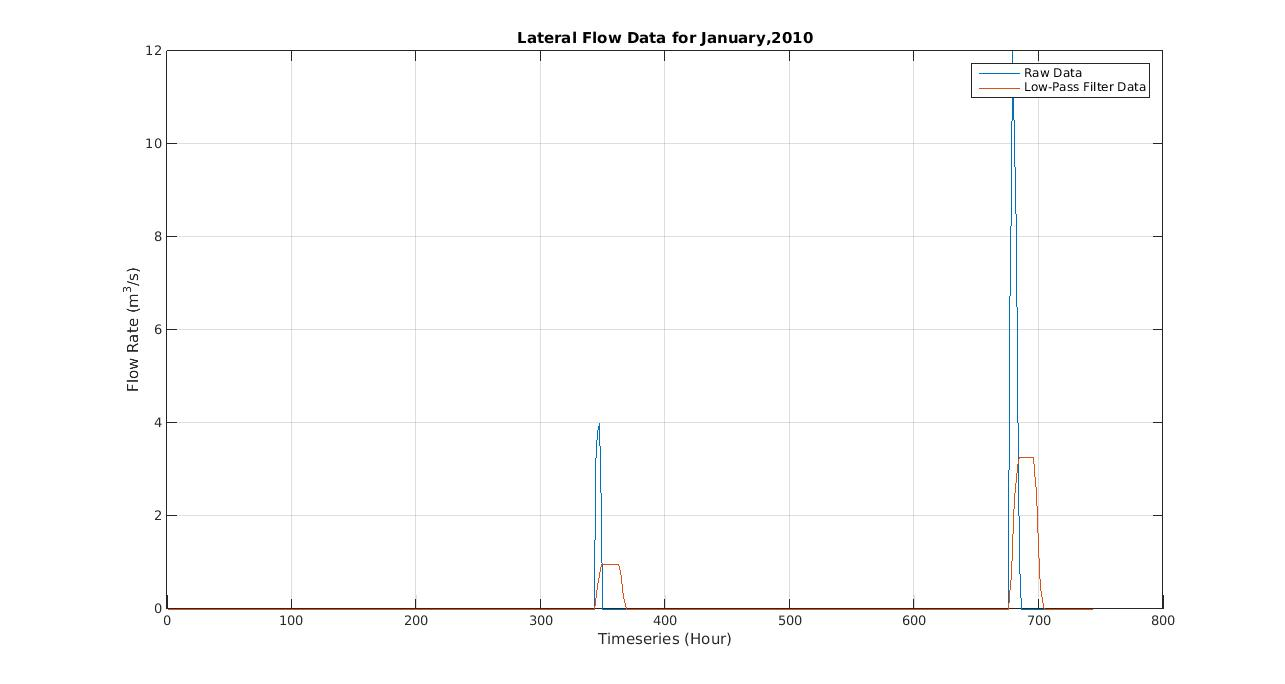 Lateral Flow Data for January,2010
12
10
8
6
4
2
0
Flow Rate (m³/s)
Raw Data
Low-Pass Filter Data
0 100 200 300 400 500 600 700 800
Timeseries (Hour)